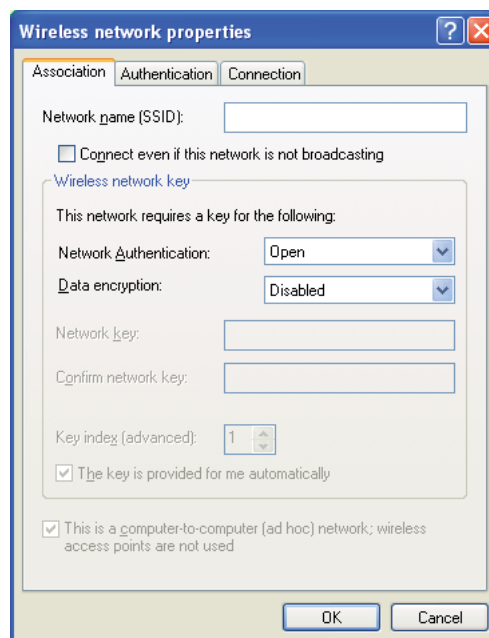 Wireless network properties
Association Authentication Connection
Network name (SSID):
Connect even if this network is not broadcasting
Wireless network key
This network requires a key for the following:
Network Authentication: Open
Data encryption: Disabled
Network key:
Confirm network key:
Key index (advanced): 1
The key is provided for me automatically
This is a computer-to-computer (ad hoc) network; wireless
access points are not used
OK Cancel